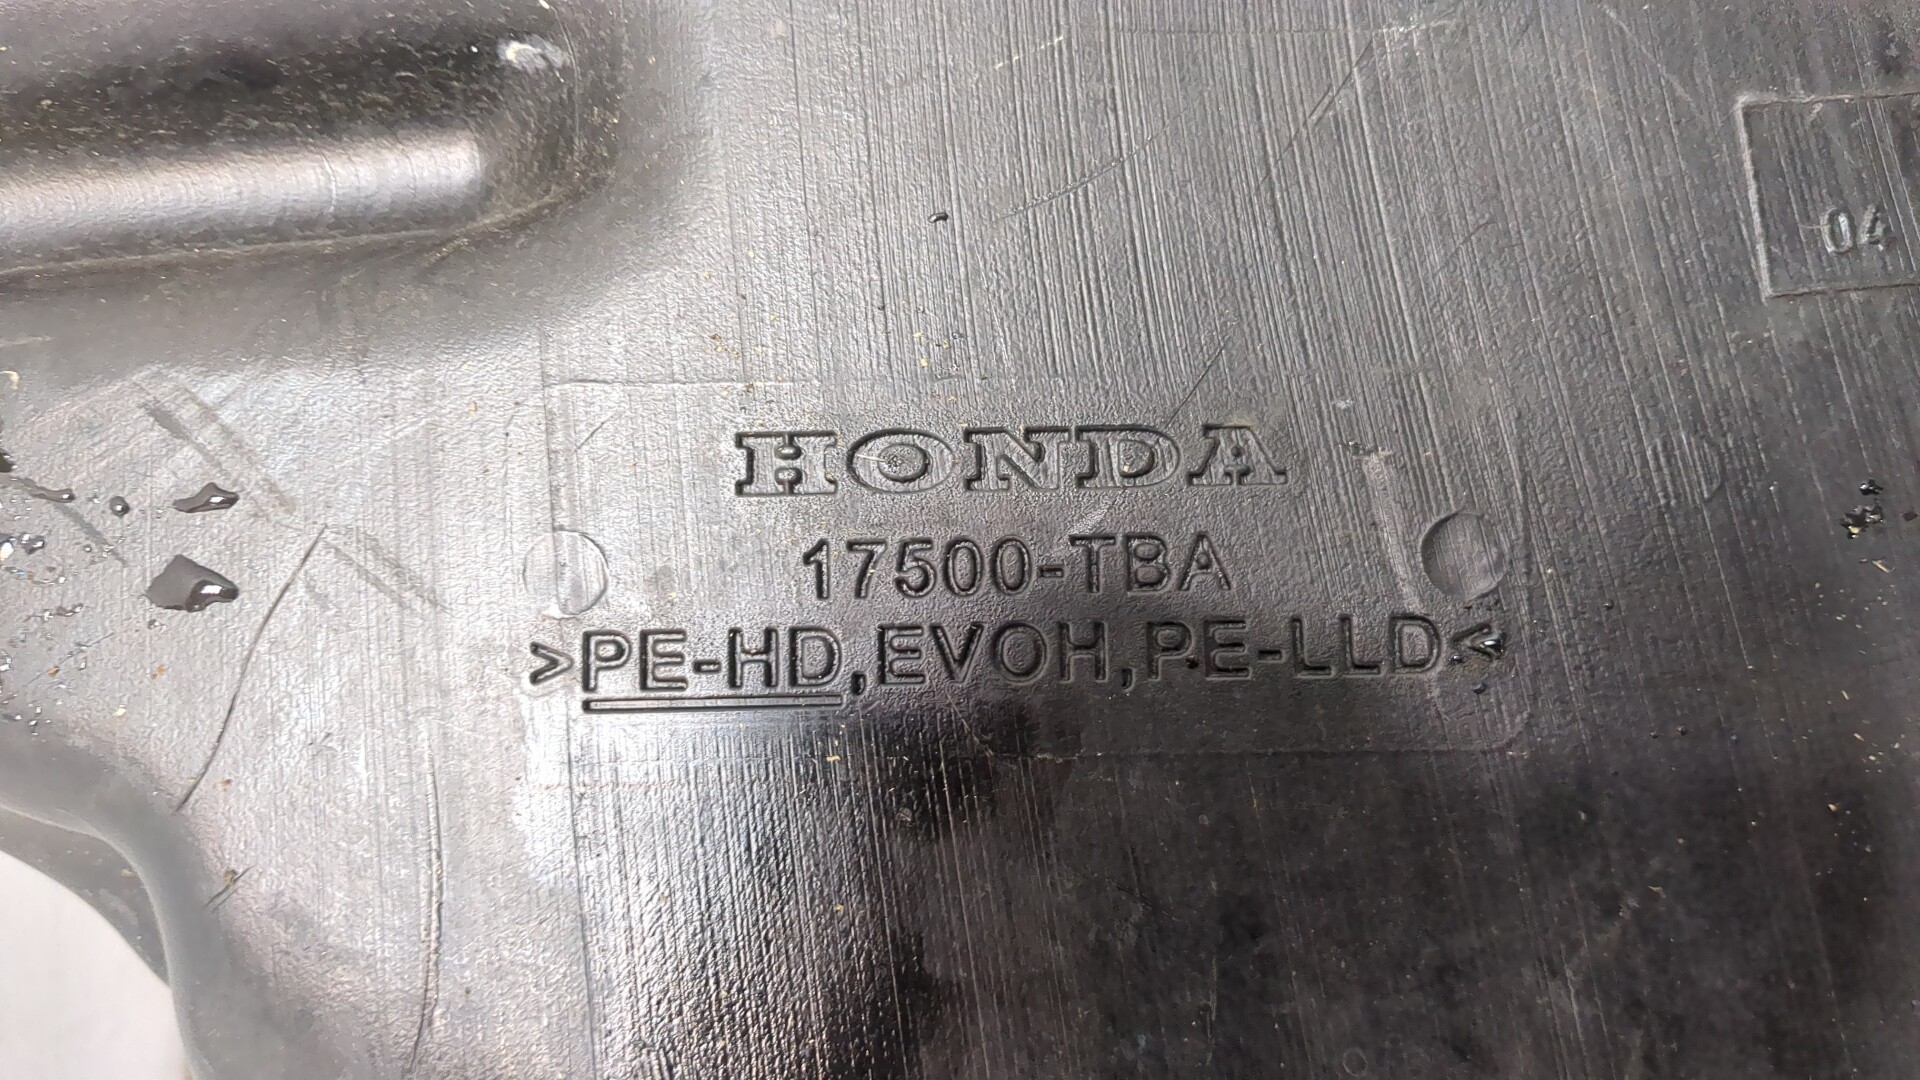 04
HONDA
17500-TBA
>PE-HD,EVOH,PE-LLD<